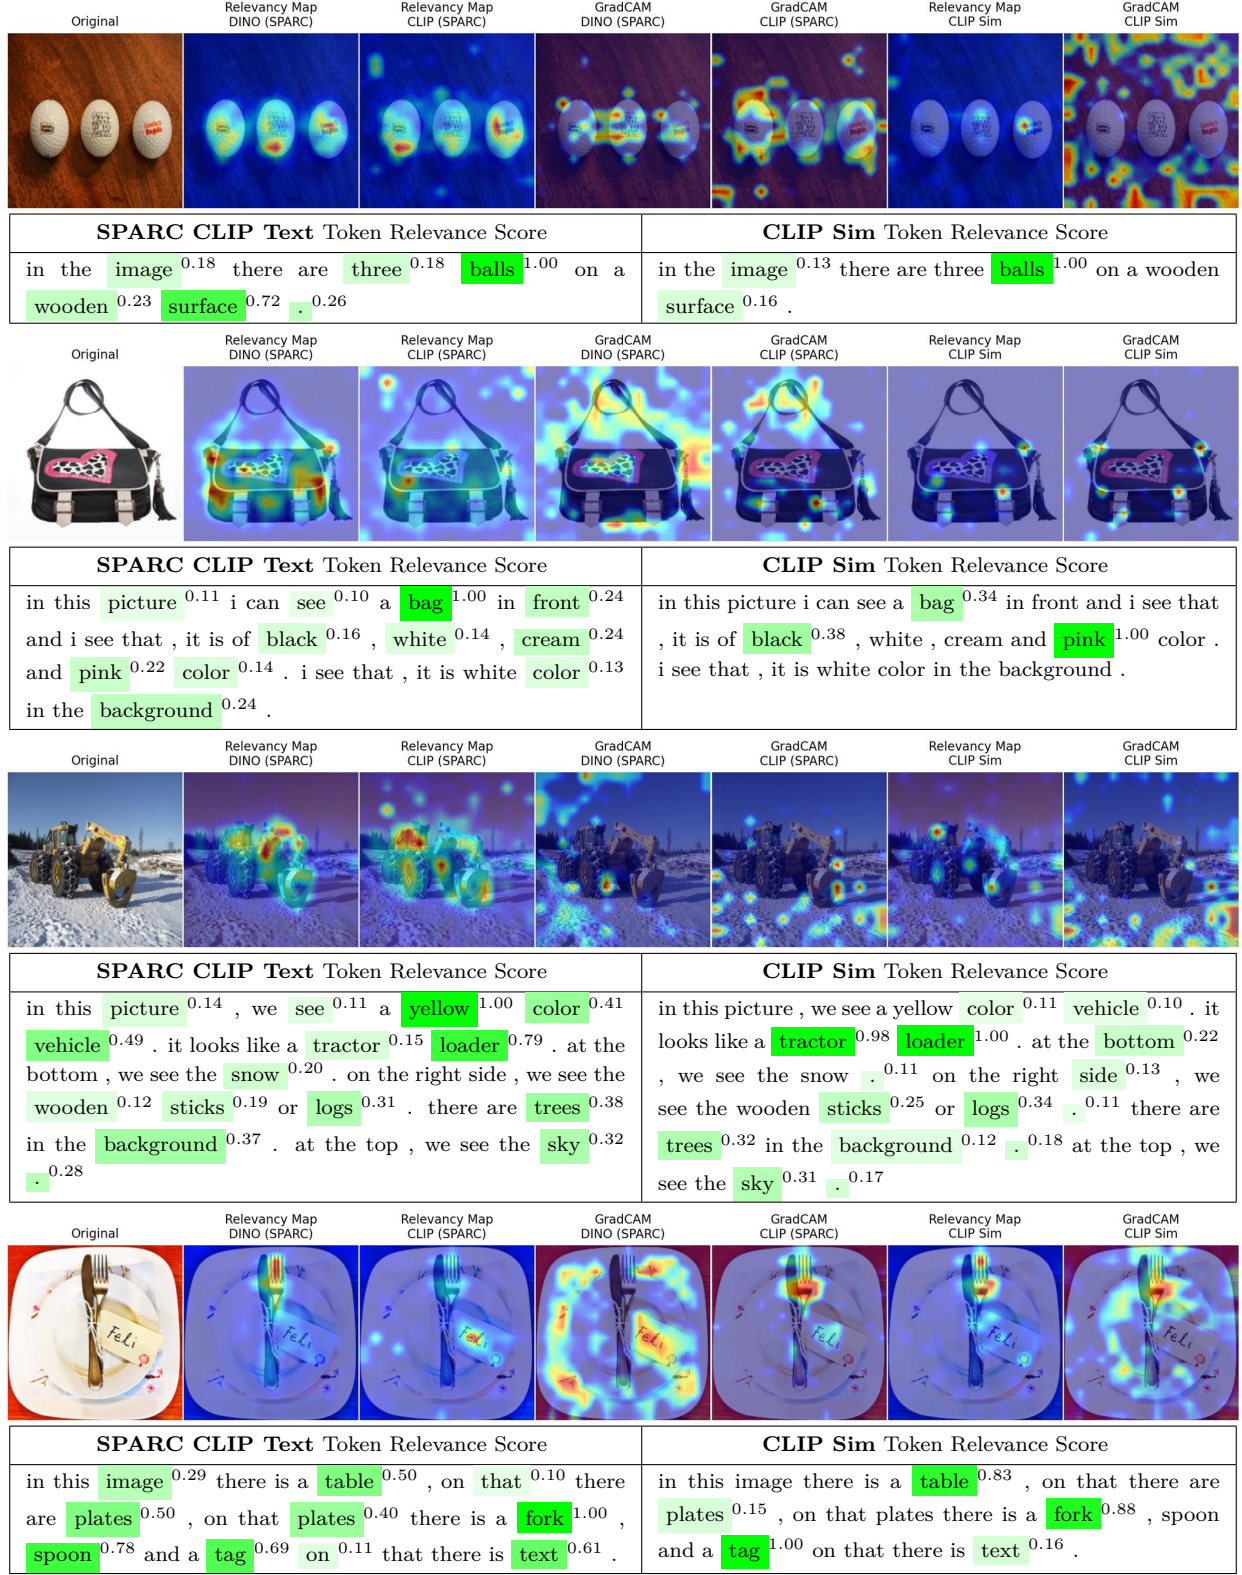 Original Relevancy Map DINO (SPARC) Relevancy Map CLIP (SPARC) GradCAM DINO (SPARC) GradCAM CLIP (SPARC) Relevancy Map CLIP Sim GradCAM CLIP Sim
SPARC CLIP Text Token Relevance Score
in the image 0.18 there are three 0.18 balls 1.00 on a
wooden 0.23 surface 0.72 . 0.26
CLIP Sim Token Relevance Score
in the image 0.13 there are three balls 1.00 on a wooden
surface 0.16 .
Original Relevancy Map DINO (SPARC) Relevancy Map CLIP (SPARC) GradCAM DINO (SPARC) GradCAM CLIP (SPARC) Relevancy Map CLIP Sim GradCAM CLIP Sim
SPARC CLIP Text Token Relevance Score
in this picture 0.11 i can see 0.10 a bag 1.00 in front 0.24
and i see that , it is of black 0.16 , white 0.14 , cream 0.24
and pink 0.22 color 0.14 . i see that , it is white color 0.13
in the background 0.24 .
CLIP Sim Token Relevance Score
in this picture i can see a bag 0.34 in front and i see that
, it is of black 0.38 , white , cream and pink 1.00 color .
i see that , it is white color in the background .
Original Relevancy Map DINO (SPARC) Relevancy Map CLIP (SPARC) GradCAM DINO (SPARC) GradCAM CLIP (SPARC) Relevancy Map CLIP Sim GradCAM CLIP Sim
SPARC CLIP Text Token Relevance Score
in this picture 0.14 , we see 0.11 a yellow 1.00 color 0.41
vehicle 0.49 . it looks like a tractor 0.15 loader 0.79 . at the
bottom , we see the snow 0.20 . on the right side , we see the
wooden 0.12 sticks 0.19 or logs 0.31 . there are trees 0.38
in the background 0.37 . at the top , we see the sky 0.32
. 0.28
CLIP Sim Token Relevance Score
in this picture , we see a yellow color 0.11 vehicle 0.10 . it
looks like a tractor 0.98 loader 1.00 . at the bottom 0.22
, we see the snow . 0.11 on the right side 0.13 , we
see the wooden sticks 0.25 or logs 0.34 . 0.11 there are
trees 0.32 in the background 0.12 . 0.18 at the top , we
see the sky 0.31 . 0.17
Original Relevancy Map DINO (SPARC) Relevancy Map CLIP (SPARC) GradCAM DINO (SPARC) GradCAM CLIP (SPARC) Relevancy Map CLIP Sim GradCAM CLIP Sim
Feli
SPARC CLIP Text Token Relevance Score
in this image 0.29 there is a table 0.50 , on that 0.10 there
are plates 0.50 , on that plates 0.40 there is a fork 1.00 ,
spoon 0.78 and a tag 0.69 on 0.11 that there is text 0.61 .
CLIP Sim Token Relevance Score
in this image there is a table 0.83 , on that there are
plates 0.15 , on that plates there is a fork 0.88 , spoon
and a tag 1.00 on that there is text 0.16 .